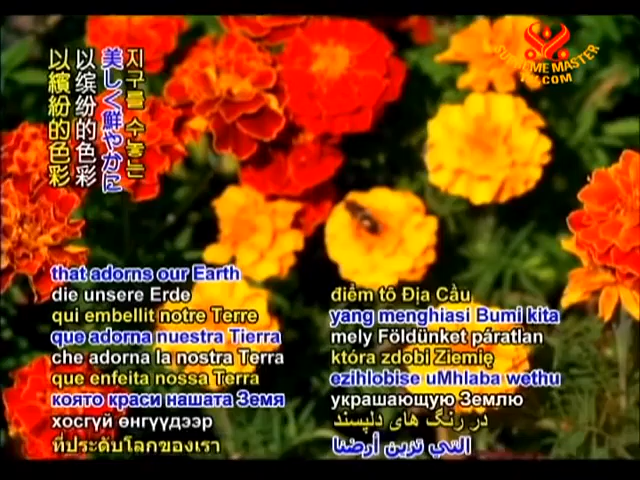 SUPREME MASTER
TV.COM
지구를 수놓는
美しく鮮やかに
以缤纷的色彩
以繽紛的色彩
that adorns our Earth
die unsere Erde
qui embellit notre Terre
que adorna nuestra Tierra
che adorna la nostra Terra
que enfeita nossa Terra
която краси нашата Земя
хосгүй өнгүүдээр
ที่ประดับโลกของเรา
điểm tô Địa Cầu
yang menghiasi Bumi kita
mely Földünket páratlan
która zdobi Ziemię
ezihlobise uMhlaba wethu
украшающую Землю
در رنگ های دلپسند
التي تزين أرضنا